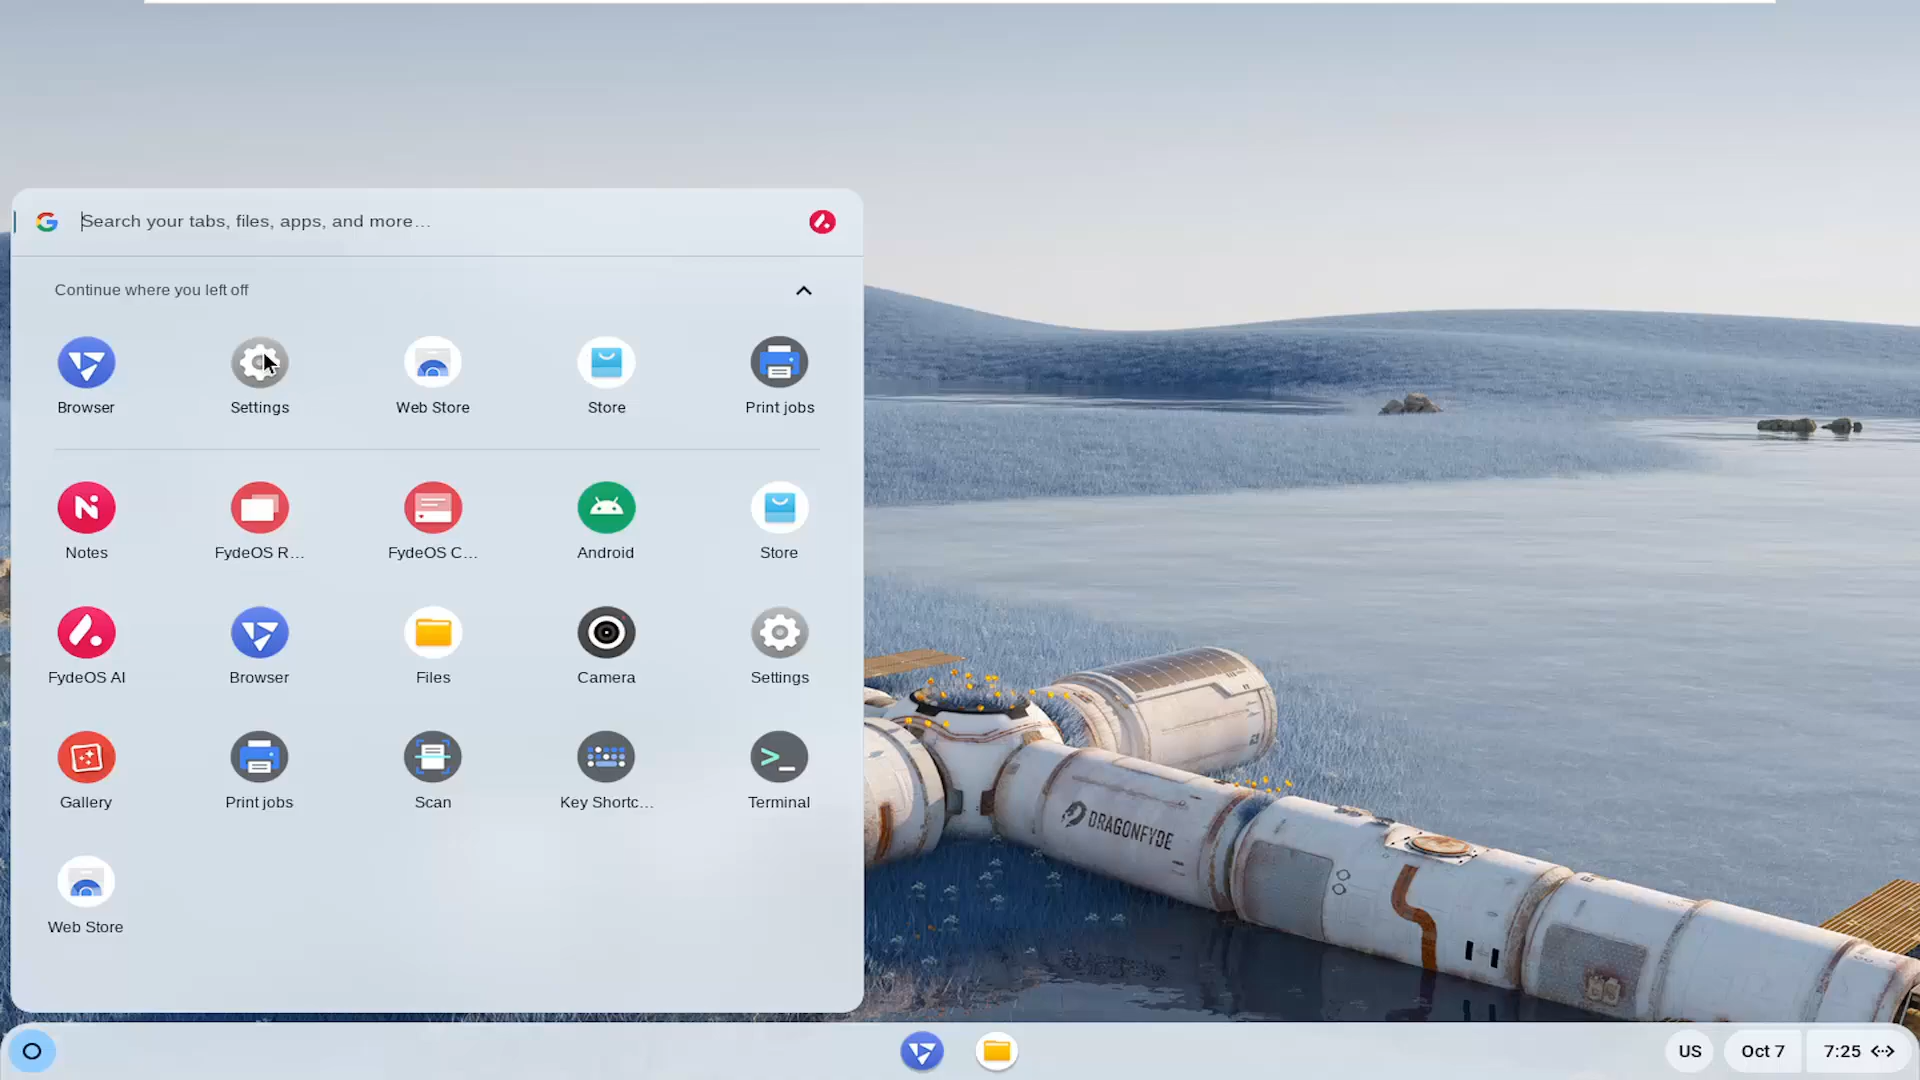 Search your tabs, files, apps, and more...
Continue where you left off
Browser
Settings
Web Store
Store
Print jobs
Notes
FydeOS R...
FydeOS C...
Android
Store
FydeOS AI
Browser
Files
Camera
Settings
Gallery
Print jobs
Scan
Key Shortc...
Terminal
Web Store
DRAGONFYDE
US
Oct 7
7:25